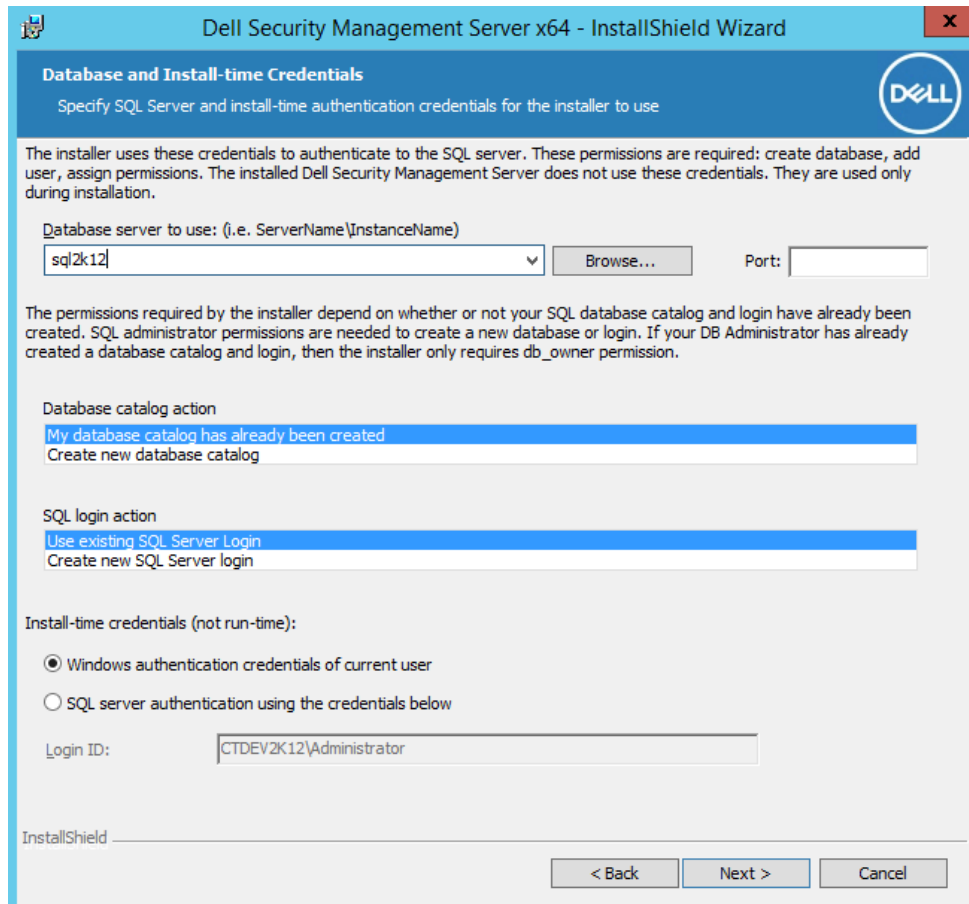 Dell Security Management Server x64 - InstallShield Wizard
x
Database and Install-time Credentials
Specify SQL Server and install-time authentication credentials for the installer to use
DELL
The installer uses these credentials to authenticate to the SQL server. These permissions are required: create database, add
user, assign permissions. The installed Dell Security Management Server does not use these credentials. They are used only
during installation.
Database server to use: (i.e. ServerName\InstanceName)
sql2k12
Browse...
Port:
The permissions required by the installer depend on whether or not your SQL database catalog and login have already been
created. SQL administrator permissions are needed to create a new database or login. If your DB Administrator has already
created a database catalog and login, then the installer only requires db_owner permission.
Database catalog action
My database catalog has already been created
Create new database catalog
SQL login action
Use existing SQL Server Login
Create new SQL Server login
Install-time credentials (not run-time):
Windows authentication credentials of current user
SQL server authentication using the credentials below
Login ID:
CTDEV2K12\Administrator
InstallShield
< Back
Next >
Cancel